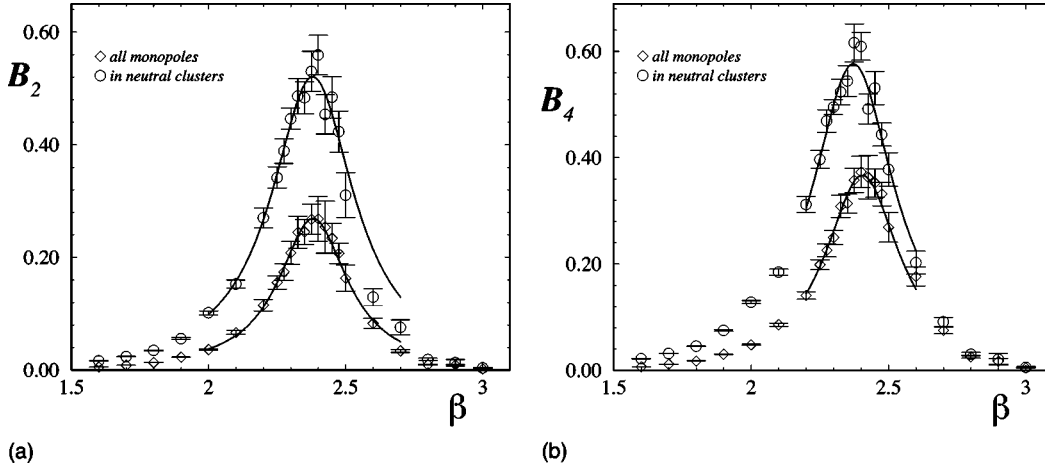 0.60
0.40
0.20
0.00
B₂
all monopoles
in neutral clusters
1.5
2
2.5
3
β
(a)
0.60
0.40
0.20
0.00
B₄
all monopoles
in neutral clusters
1.5
2
2.5
3
β
(b)